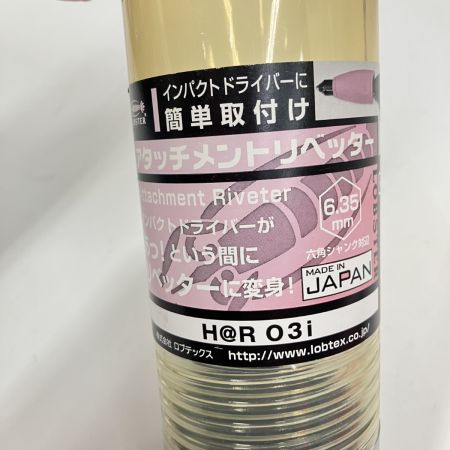 インパクトドライバーに
簡単取付け
アタッチメントリベッター
ttachment Riveter
6.35
mm
六角シャンク対辺
インパクトドライバーが
という間に
ベッターに変身!
MADE IN
JAPAN
H@R 03i
株式会社 ロブテックス http://www.lobtex.co.jp/